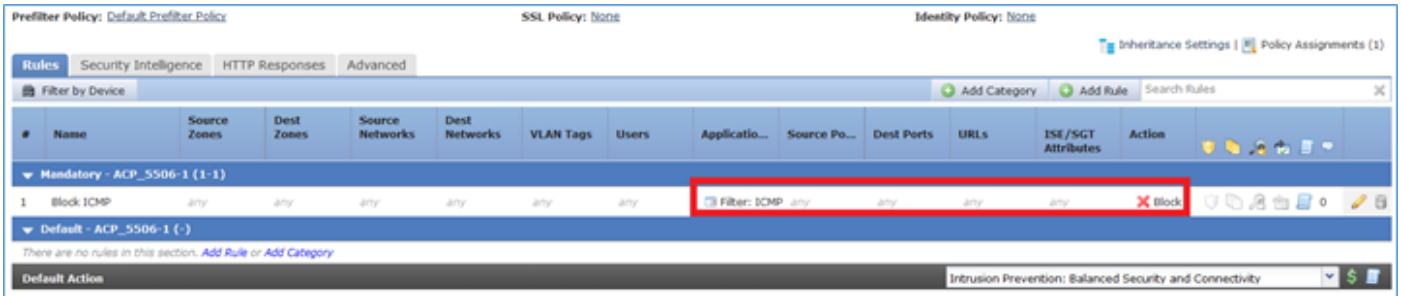 Prefilter Policy: Default Prefilter Policy SSL Policy: None Identity Policy: None
Inheritance Settings | Policy Assignments (1)
Rules Security Intelligence HTTP Responses Advanced
Filter by Device Add Category Add Rule Search Rules
# Name Source Zones Dest Zones Source Networks Dest Networks VLAN Tags Users Applicatio... Source Po... Dest Ports URLs ISE/SGT Attributes Action
Mandatory - ACP_5506-1 (1-1)
1 Block ICMP any any any any any any Filter: ICMP any any any any Block 0
Default - ACP_5506-1 (-)
There are no rules in this section. Add Rule or Add Category
Default Action Intrusion Prevention: Balanced Security and Connectivity $